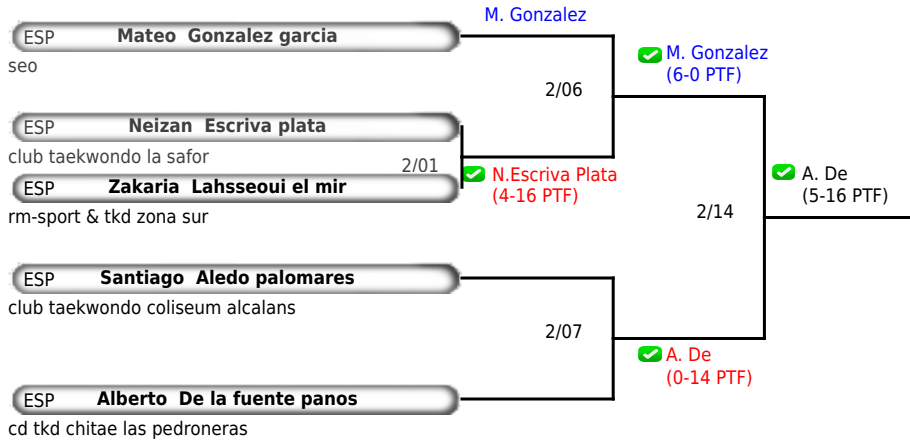 M. Gonzalez
ESP Mateo Gonzalez garcia
seo
M. Gonzalez
(6-0 PTF)
2/06
ESP Neizan Escriva plata
club taekwondo la safor
2/01
N.Escriva Plata
(4-16 PTF)
ESP Zakaria Lahsseoui el mir
rm-sport & tkd zona sur
A. De
(5-16 PTF)
2/14
ESP Santiago Aledo palomares
club taekwondo coliseum alcalans
2/07
A. De
(0-14 PTF)
ESP Alberto De la fuente panos
cd tkd chitae las pedroneras